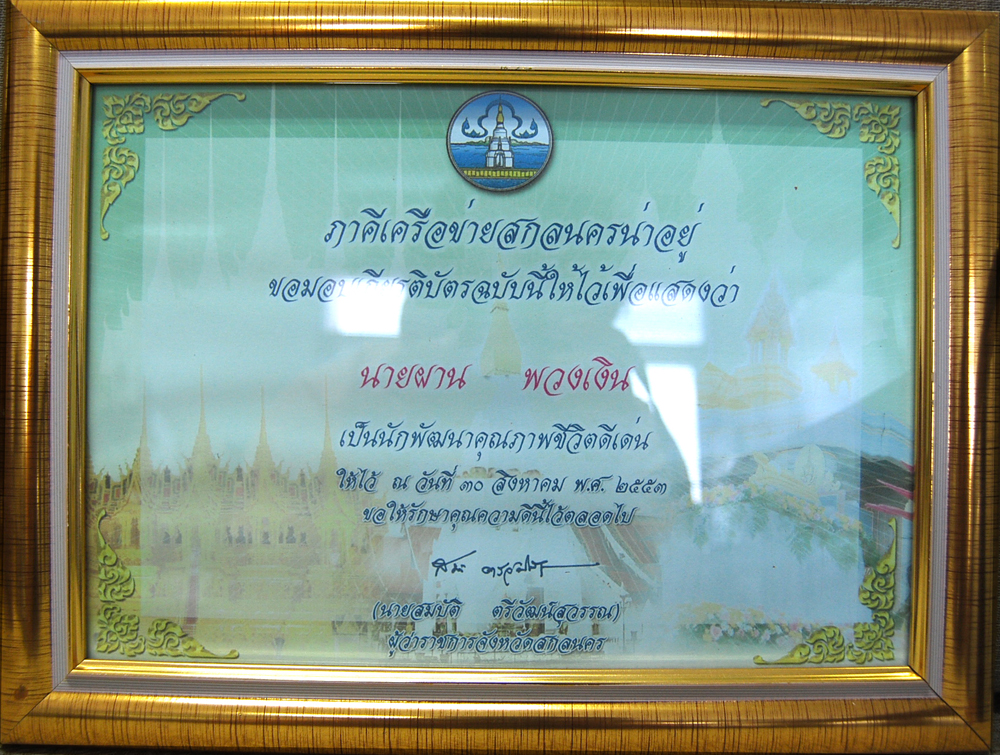 ภาคีเครือข่ายสกลนครน่าอยู่
ขอมอบเกียรติบัตรฉบับนี้ให้ไว้เพื่อแสดงว่า
นายผาน พวงเงิน
เป็นนักพัฒนาคุณภาพชีวิตดีเด่น
ให้ไว้ ณ วันที่ ๓๐ สิงหาคม พ.ศ. ๒๕๕๓
ขอให้รักษาคุณความดีนี้ไว้ตลอดไป
(นายสมบัติ ตรีวัฒน์สุวรรณ)
ผู้ว่าราชการจังหวัดสกลนคร